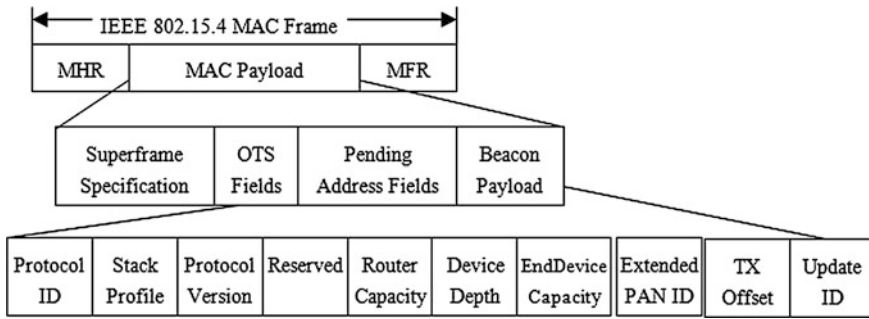 IEEE 802.15.4 MAC Frame
MHR
MAC Payload
MFR
Superframe
Specification
OTS
Fields
Pending
Address Fields
Beacon
Payload
Protocol
ID
Stack
Profile
Protocol
Version
Reserved
Router
Capacity
Device
Depth
EndDevice
Capacity
Extended
PAN ID
TX
Offset
Update
ID